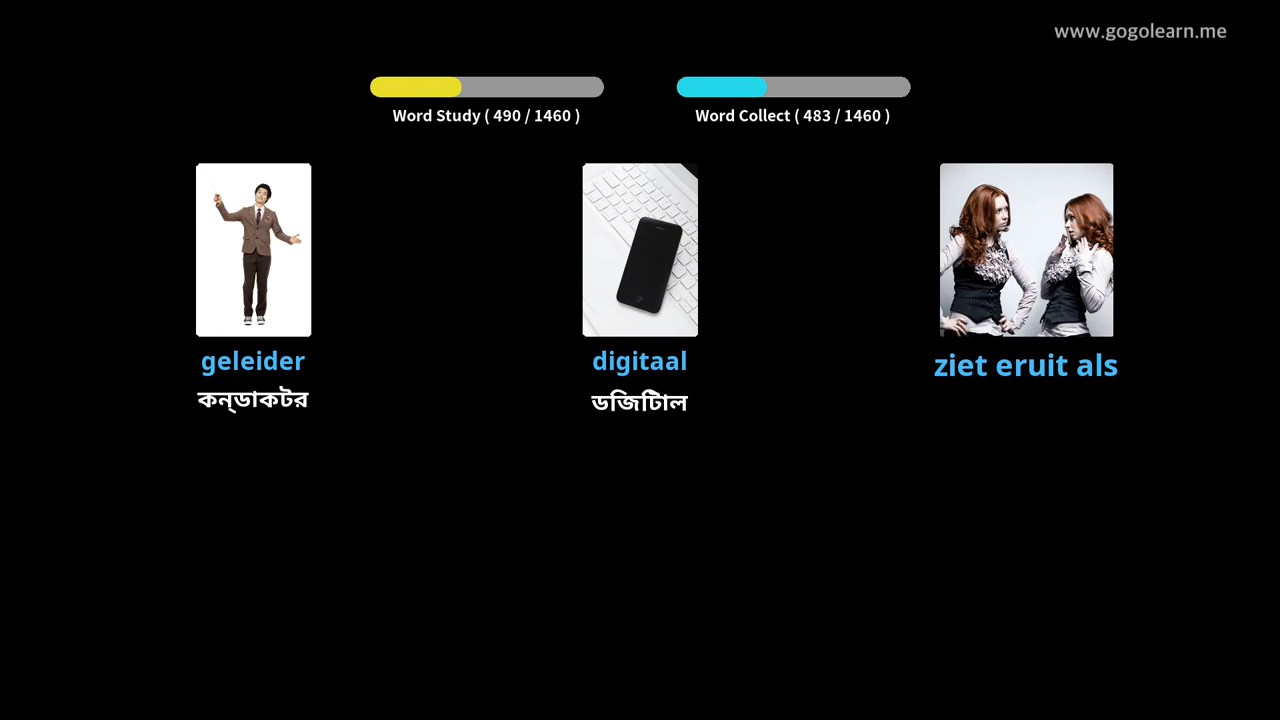 www.gogolearn.me
Word Study ( 490 / 1460 )
Word Collect ( 483 / 1460 )
geleider
digitaal
ziet eruit als
কন্ডাকটর
ডিজিটাল